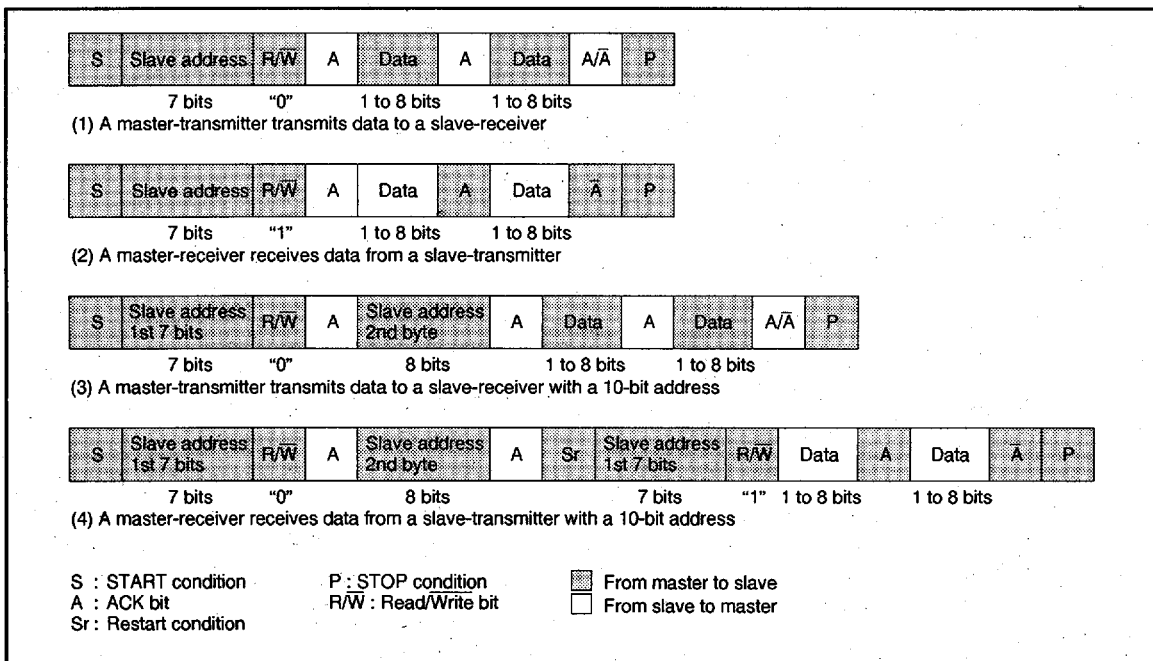 S Slave address R/W̅ A Data A Data A/A̅ P
7 bits "0" 1 to 8 bits 1 to 8 bits
(1) A master-transmitter transmits data to a slave-receiver
S Slave address R/W̅ A Data A Data A̅ P
7 bits "1" 1 to 8 bits 1 to 8 bits
(2) A master-receiver receives data from a slave-transmitter
S Slave address 1st 7 bits R/W̅ A Slave address 2nd byte A Data A Data A/A̅ P
7 bits "0" 8 bits 1 to 8 bits 1 to 8 bits
(3) A master-transmitter transmits data to a slave-receiver with a 10-bit address
S Slave address 1st 7 bits R/W̅ A Slave address 2nd byte A Sr Slave address 1st 7 bits R/W̅ Data A Data A̅ P
7 bits "0" 8 bits 7 bits "1" 1 to 8 bits 1 to 8 bits
(4) A master-receiver receives data from a slave-transmitter with a 10-bit address
S : START condition P : STOP condition From master to slave
A : ACK bit R/W̅ : Read/W̅r̅i̅t̅e̅ bit From slave to master
Sr : Restart condition